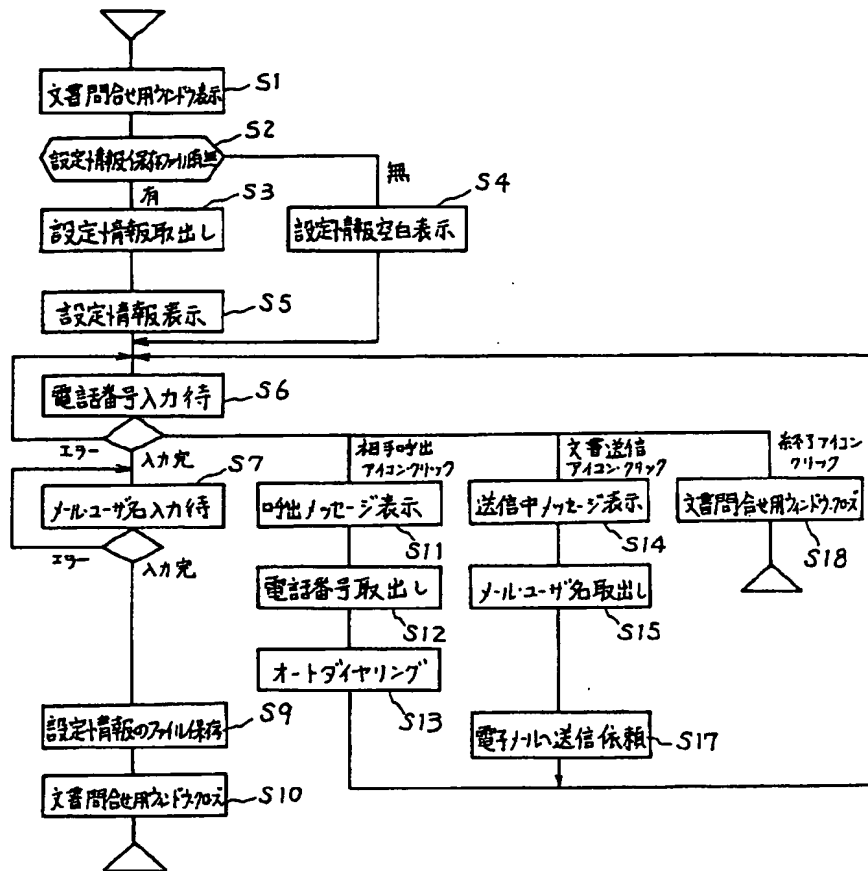 文書問合せ用ウィンドウ表示
S1
設定情報保存ファイル有無
S2
有
無
設定情報取出し
S3
設定情報空白表示
S4
設定情報表示
S5
電話番号入力待
S6
エラー
入力完
相手呼出
アイコンクリック
文書送信
アイコン・クリック
終了アイコン
クリック
メール・ユーザ名入力待
S7
エラー
入力完
呼出メッセージ表示
S11
送信中メッセージ表示
S14
文書問合せ用ウィンドウ・クローズ
S18
電話番号取出し
S12
メール・ユーザ名取出し
S15
オートダイヤリング
S13
設定情報のファイル保存
S9
電子メールへ送信依頼
S17
文書問合せ用ウィンドウ・クローズ
S10